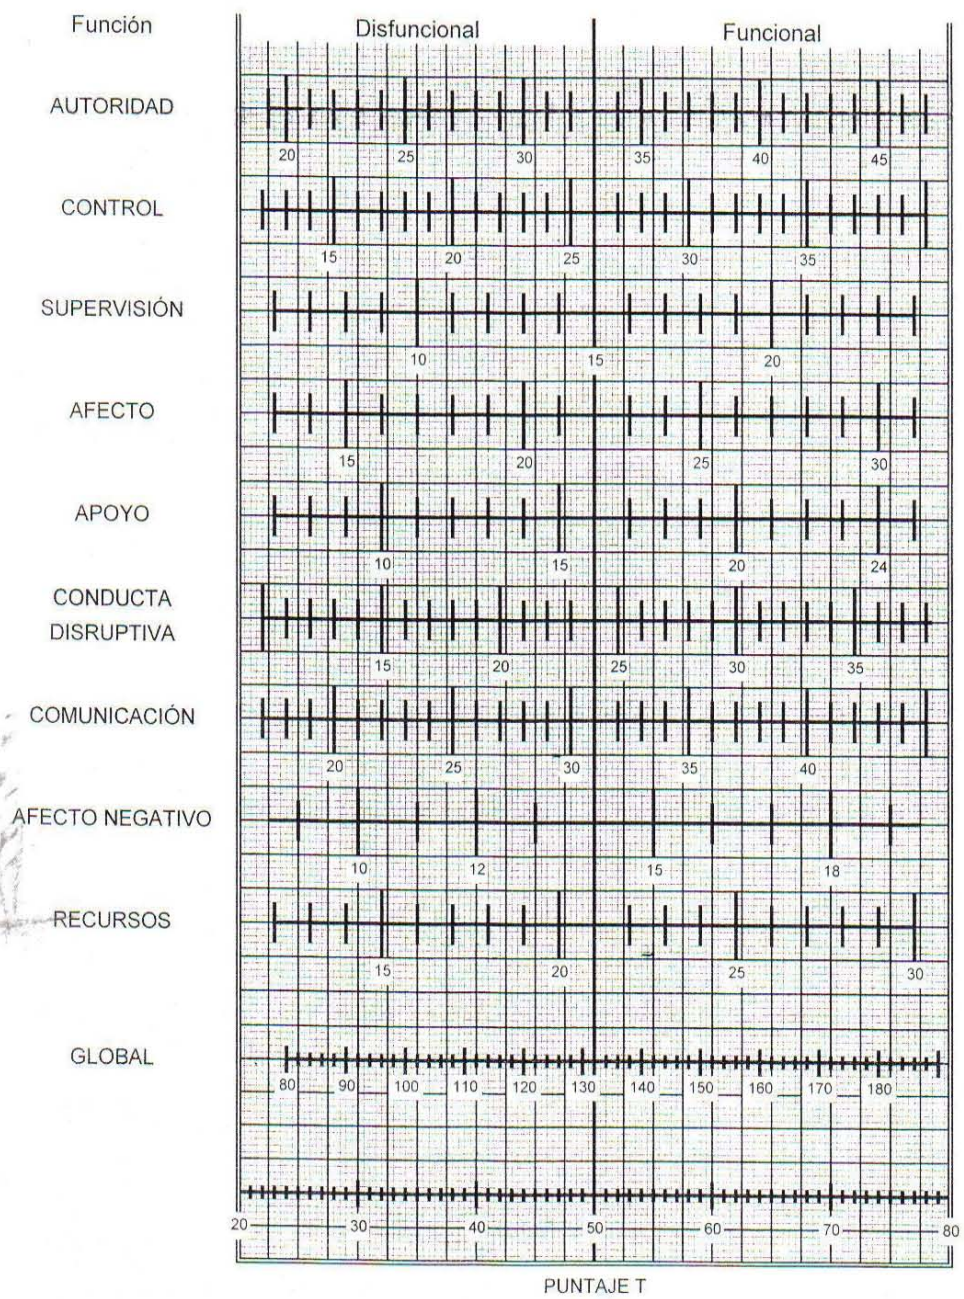 Función Disfuncional Funcional
AUTORIDAD
20 25 30 35 40 45
CONTROL
15 20 25 30 35
SUPERVISIÓN
10 15 20
AFECTO
15 20 25 30
APOYO
10 15 20 24
CONDUCTA
DISRUPTIVA
15 20 25 30 35
COMUNICACIÓN
20 25 30 35 40
AFECTO NEGATIVO
10 12 15 18
RECURSOS
15 20 25 30
GLOBAL
80 90 100 110 120 130 140 150 160 170 180
20 30 40 50 60 70 80
PUNTAJE T